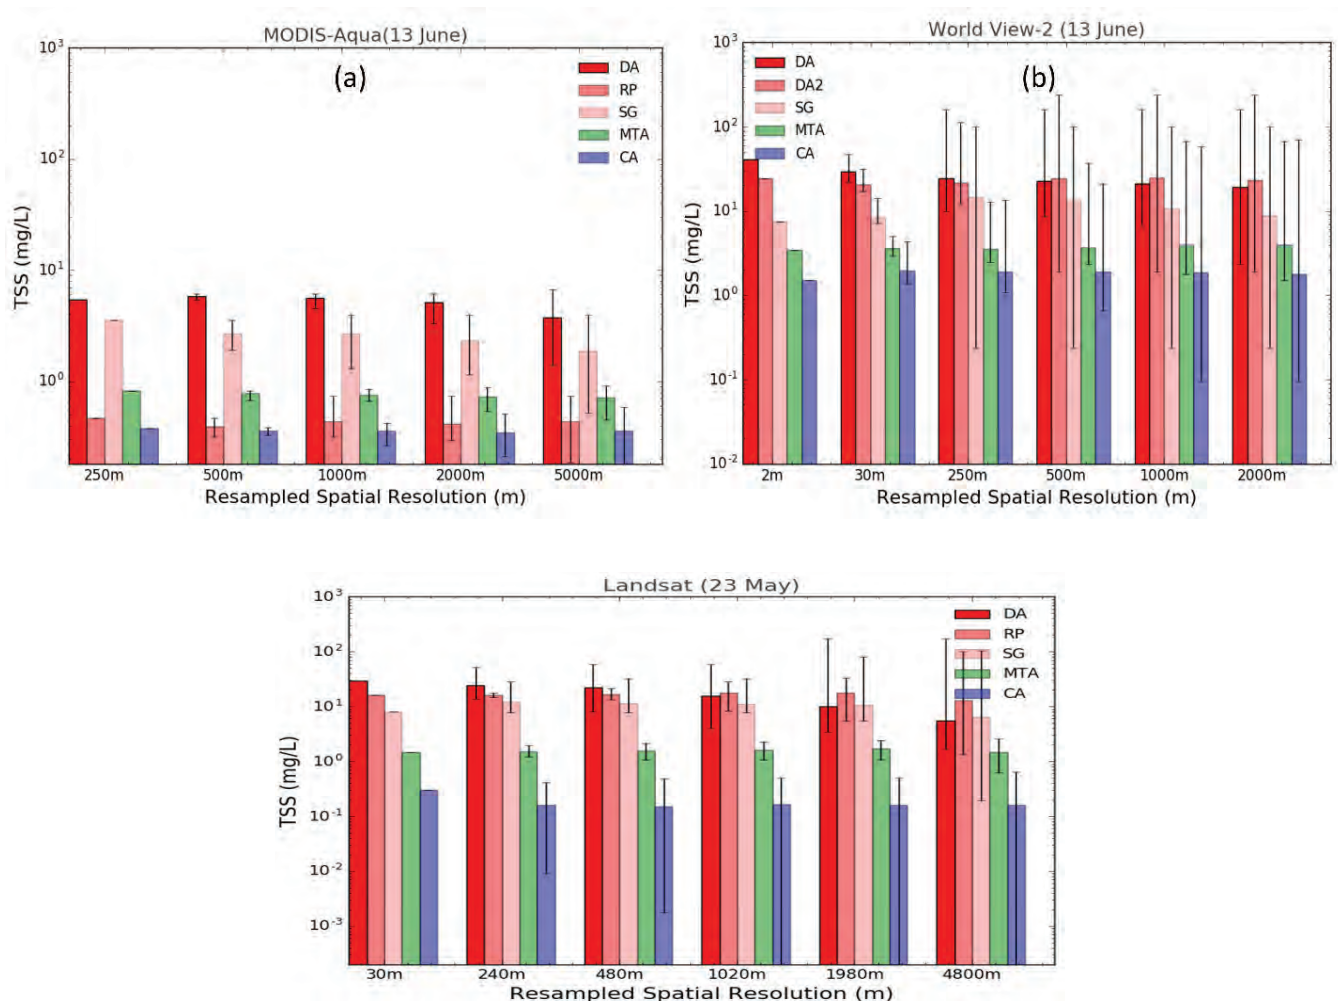 MODIS-Aqua(13 June)
(a)
10³
10²
10¹
10⁰
TSS (mg/L)
DA
RP
SG
MTA
CA
250m 500m 1000m 2000m 5000m
Resampled Spatial Resolution (m)
World View-2 (13 June)
(b)
10³
10²
10¹
10⁰
10⁻¹
10⁻²
TSS (mg/L)
DA
DA2
SG
MTA
CA
2m 30m 250m 500m 1000m 2000m
Resampled Spatial Resolution (m)
Landsat (23 May)
10³
10²
10¹
10⁰
10⁻¹
10⁻²
10⁻³
TSS (mg/L)
DA
RP
SG
MTA
CA
30m 240m 480m 1020m 1980m 4800m
Resampled Spatial Resolution (m)